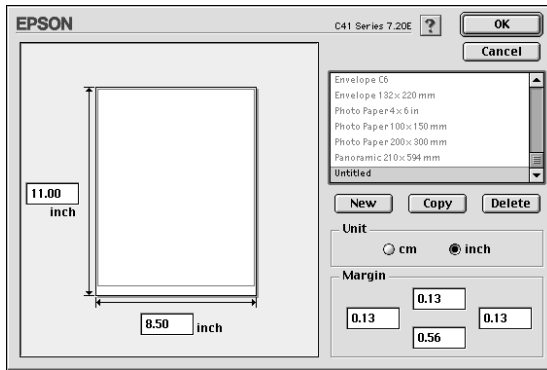 EPSON
C41 Series 7.20E
?
OK
Cancel
Envelope C6
Envelope 132×220 mm
Photo Paper 4×6 in
Photo Paper 100×150 mm
Photo Paper 200×300 mm
Panoramic 210×594 mm
Untitled
New Copy Delete
11.00
inch
8.50 inch
Unit
cm inch
Margin
0.13
0.13 0.13
0.56